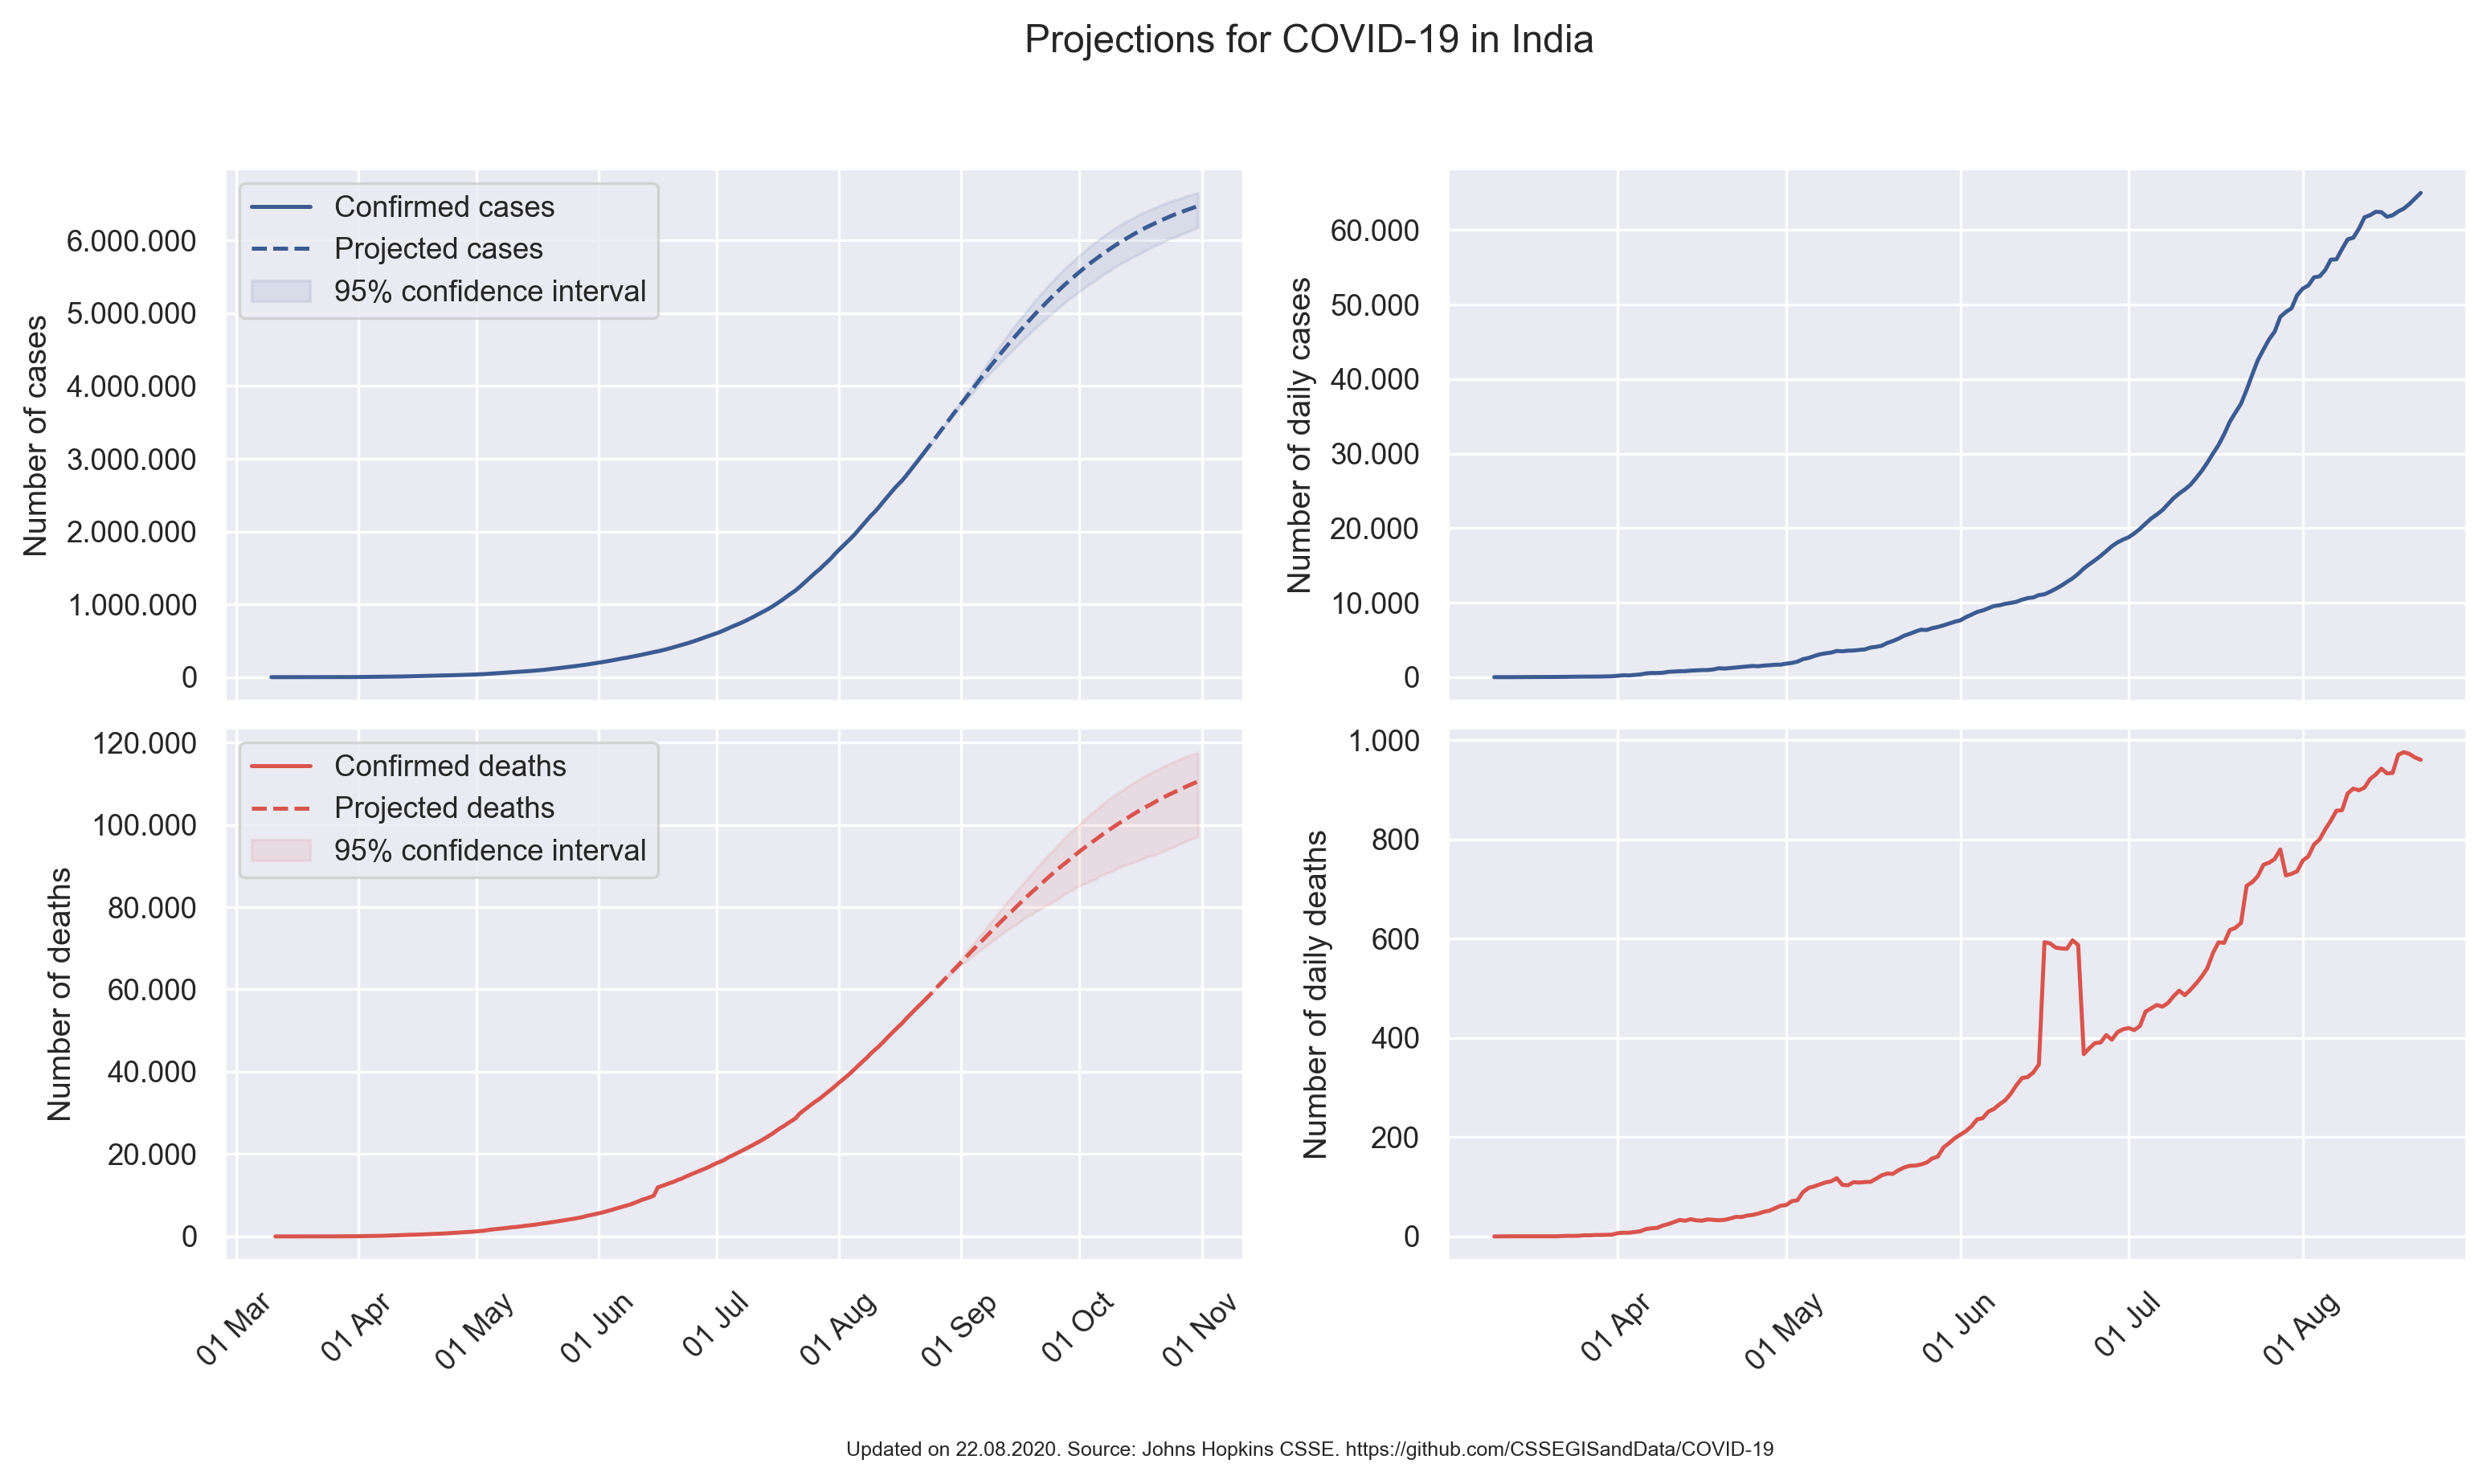 Projections for COVID-19 in India
Number of cases
6.000.000
5.000.000
4.000.000
3.000.000
2.000.000
1.000.000
0
Confirmed cases
Projected cases
95% confidence interval
Number of daily cases
60.000
50.000
40.000
30.000
20.000
10.000
0
Number of deaths
120.000
100.000
80.000
60.000
40.000
20.000
0
Confirmed deaths
Projected deaths
95% confidence interval
01 Mar
01 Apr
01 May
01 Jun
01 Jul
01 Aug
01 Sep
01 Oct
01 Nov
Number of daily deaths
1.000
800
600
400
200
0
01 Apr
01 May
01 Jun
01 Jul
01 Aug
Updated on 22.08.2020. Source: Johns Hopkins CSSE. https://github.com/CSSEGISandData/COVID-19